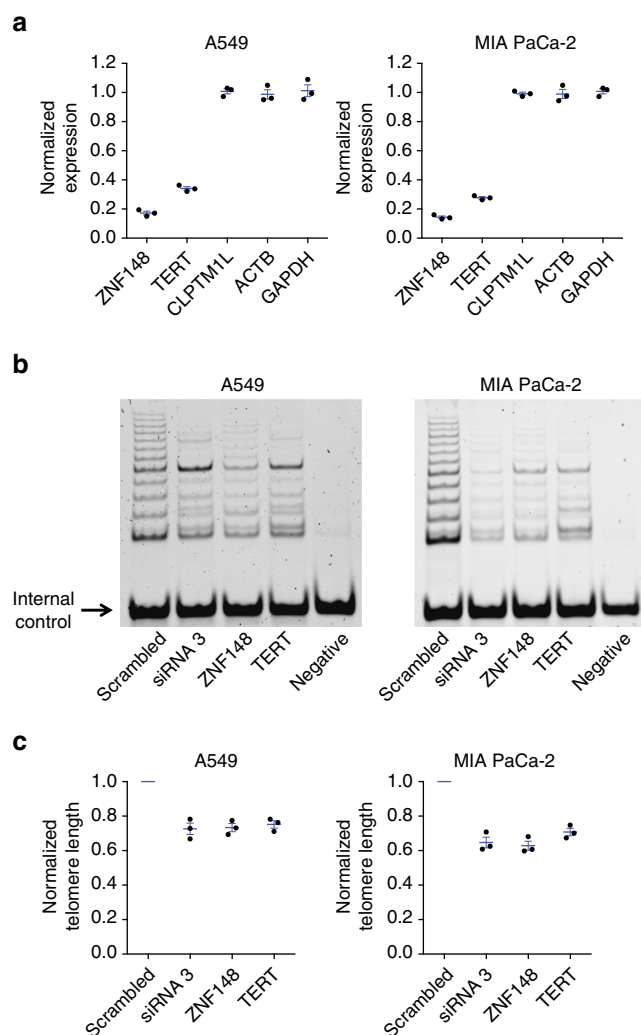 a
A549
MIA PaCa-2
Normalized
expression
1.2
1.0
0.8
0.6
0.4
0.2
0.0
ZNF148
TERT
CLPTM1L
ACTB
GAPDH
Normalized
expression
1.2
1.0
0.8
0.6
0.4
0.2
0.0
ZNF148
TERT
CLPTM1L
ACTB
GAPDH
b
A549
MIA PaCa-2
Internal
control
Scrambled
siRNA 3
ZNF148
TERT
Negative
Scrambled
siRNA 3
ZNF148
TERT
Negative
c
A549
MIA PaCa-2
Normalized
telomere length
1.0
0.8
0.6
0.4
0.2
0.0
Scrambled
siRNA 3
ZNF148
TERT
Normalized
telomere length
1.0
0.8
0.6
0.4
0.2
0.0
Scrambled
siRNA 3
ZNF148
TERT